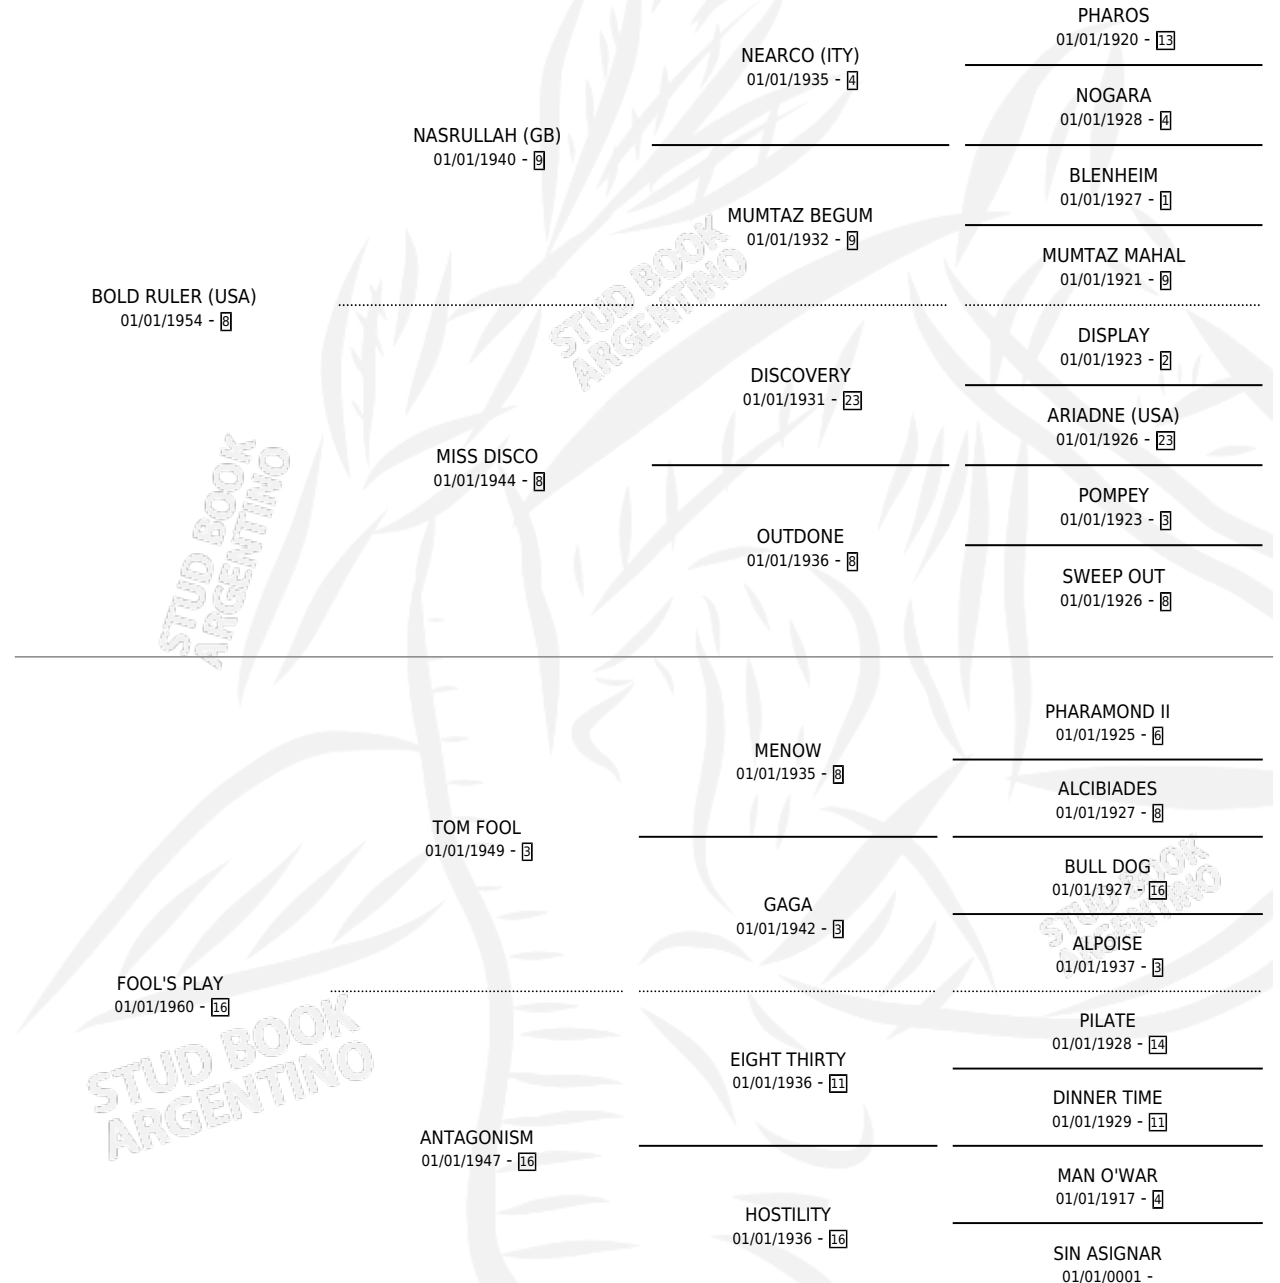 PHAROS
01/01/1920 - 13
NEARCO (ITY)
01/01/1935 - 4
NOGARA
01/01/1928 - 4
NASRULLAH (GB)
01/01/1940 - 9
BLENHEIM
01/01/1927 - 1
MUMTAZ BEGUM
01/01/1932 - 9
MUMTAZ MAHAL
01/01/1921 - 9
BOLD RULER (USA)
01/01/1954 - 8
STUD BOOK
ARGENTINO
DISPLAY
01/01/1923 - 2
DISCOVERY
01/01/1931 - 23
ARIADNE (USA)
01/01/1926 - 23
MISS DISCO
01/01/1944 - 8
POMPEY
01/01/1923 - 3
OUTDONE
01/01/1936 - 8
SWEEP OUT
01/01/1926 - 8
STUD BOOK
ARGENTINO
PHARAMOND II
01/01/1925 - 6
MENOW
01/01/1935 - 8
ALCIBIADES
01/01/1927 - 8
TOM FOOL
01/01/1949 - 3
BULL DOG
01/01/1927 - 16
GAGA
01/01/1942 - 3
ALPOISE
01/01/1937 - 3
STUD BOOK
ARGENTINO
FOOL'S PLAY
01/01/1960 - 16
STUD BOOK
ARGENTINO
PILATE
01/01/1928 - 14
EIGHT THIRTY
01/01/1936 - 11
DINNER TIME
01/01/1929 - 11
ANTAGONISM
01/01/1947 - 16
MAN O'WAR
01/01/1917 - 4
HOSTILITY
01/01/1936 - 16
SIN ASIGNAR
01/01/0001 -